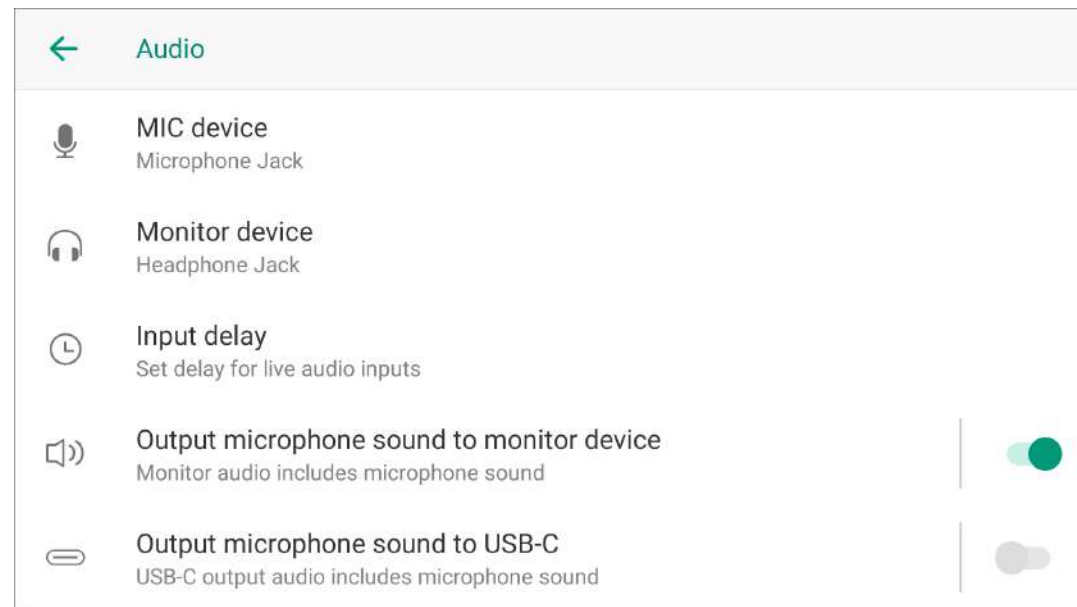 Audio
MIC device
Microphone Jack
Monitor device
Headphone Jack
Input delay
Set delay for live audio inputs
Output microphone sound to monitor device
Monitor audio includes microphone sound
Output microphone sound to USB-C
USB-C output audio includes microphone sound